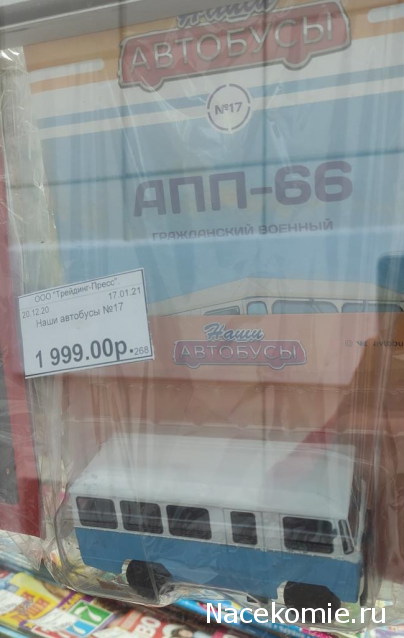 Наши
АВТОБУСЫ
№17
АПП-66
ГРАЖДАНСКИЙ ВОЕННЫЙ
ООО "Трейдинг-Пресс"
20.12.20 17.01.21
Наши автобусы №17
1 999.00р. 268
Наши
АВТОБУСЫ
Nacekomie.ru